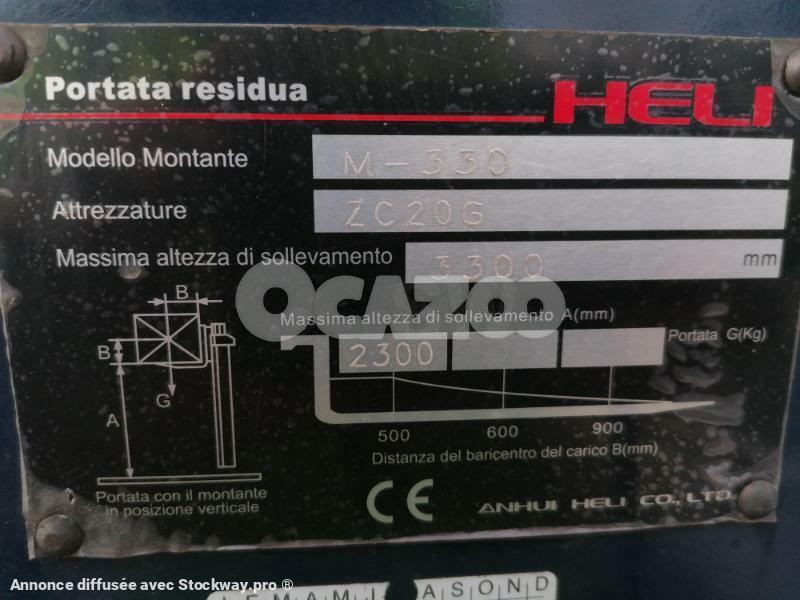 Portata residua HELI
Modello Montante M-330
Attrezzature ZC20G
Massima altezza di sollevamento 3300 mm
OCAZOO
Massima altezza di sollevamento A(mm)
2300 Portata G(Kg)
B
B
A
G
500 600 900
Distanza del baricentro del carico B(mm)
Portata con il montante
in posizione verticale
CE ANHUI HELI CO., LTD.
Annonce diffusée avec Stockway.pro ®
J F M A M J J A S O N D